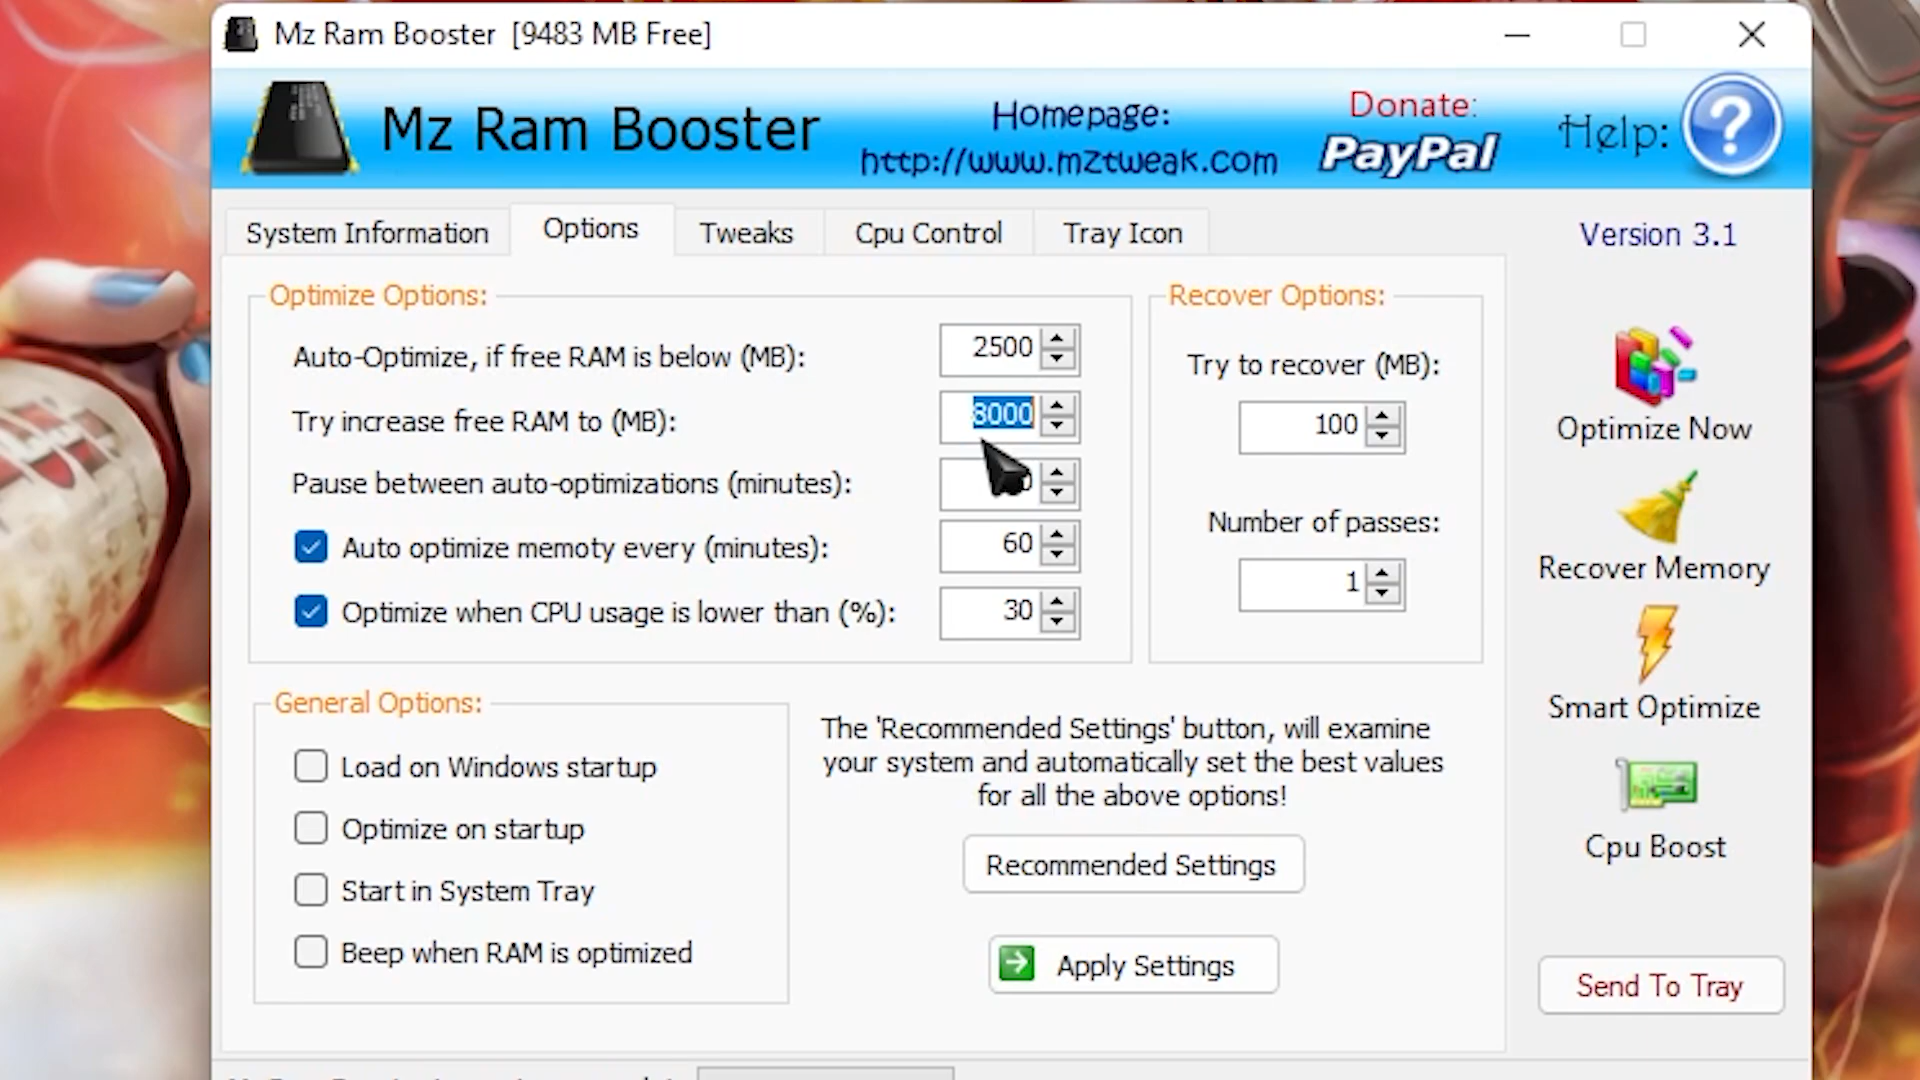 Mz Ram Booster [9483 MB Free]
Mz Ram Booster
Homepage:
http://www.mztweak.com
Donate:
PayPal
Help:
?
System Information
Options
Tweaks
Cpu Control
Tray Icon
Version 3.1
Optimize Options:
Auto-Optimize, if free RAM is below (MB): 2500
Try increase free RAM to (MB): 8000
Pause between auto-optimizations (minutes):
Auto optimize memoty every (minutes): 60
Optimize when CPU usage is lower than (%): 30
Recover Options:
Try to recover (MB):
100
Number of passes:
1
Optimize Now
Recover Memory
Smart Optimize
Cpu Boost
General Options:
Load on Windows startup
Optimize on startup
Start in System Tray
Beep when RAM is optimized
The 'Recommended Settings' button, will examine
your system and automatically set the best values
for all the above options!
Recommended Settings
Apply Settings
Send To Tray